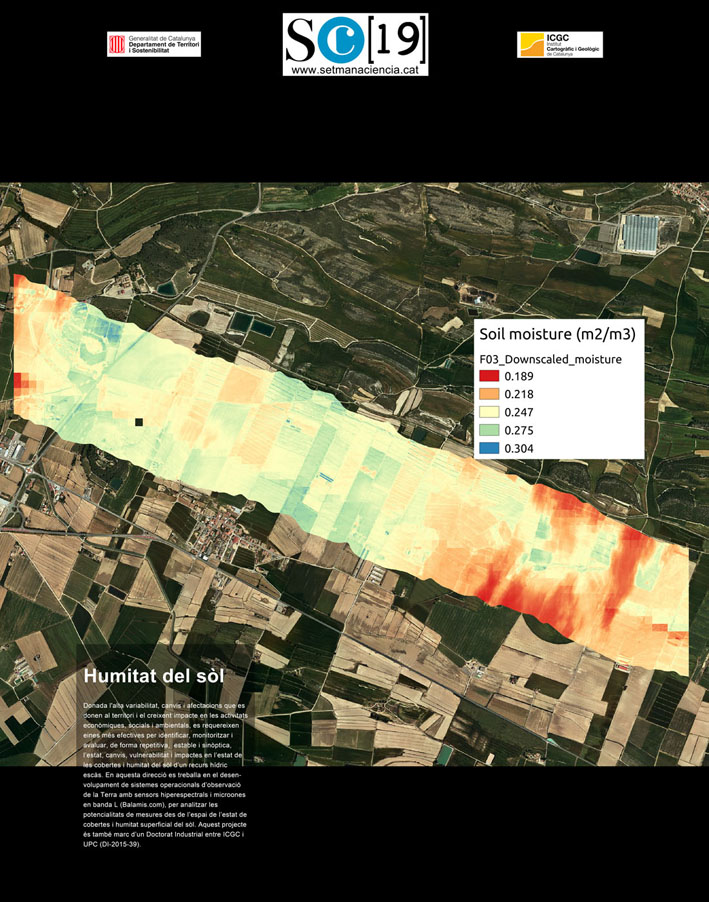 Generalitat de Catalunya
Departament de Territori
i Sostenibilitat
SC[19]
www.setmanaciencia.cat
ICGC
Institut
Cartogràfic i Geològic
de Catalunya
Soil moisture (m2/m3)
F03_Downscaled_moisture
0.189
0.218
0.247
0.275
0.304
Humitat del sòl
Donada l'alta variabilitat, canvis i afectacions que es
donen al territori i el creixent impacte en les activitats
econòmiques, socials i ambientals, es requereixen
eines més efectives per identificar, monitoritzar i
avaluar, de forma repetitiva, estable i sinòptica,
l'estat, canvis, vulnerabilitat i impactes en l'estat de
les cobertes i humitat del sòl d'un recurs hídric
escàs. En aquesta direcció es treballa en el desen-
volupament de sistemes operacionals d'observació
de la Terra amb sensors hiperespectrals i microones
en banda L (Balamis.com), per analitzar les
potencialitats de mesures des de l'espai de l'estat de
cobertes i humitat superficial del sòl. Aquest projecte
és també marc d'un Doctorat Industrial entre ICGC i
UPC (DI-2015-39).